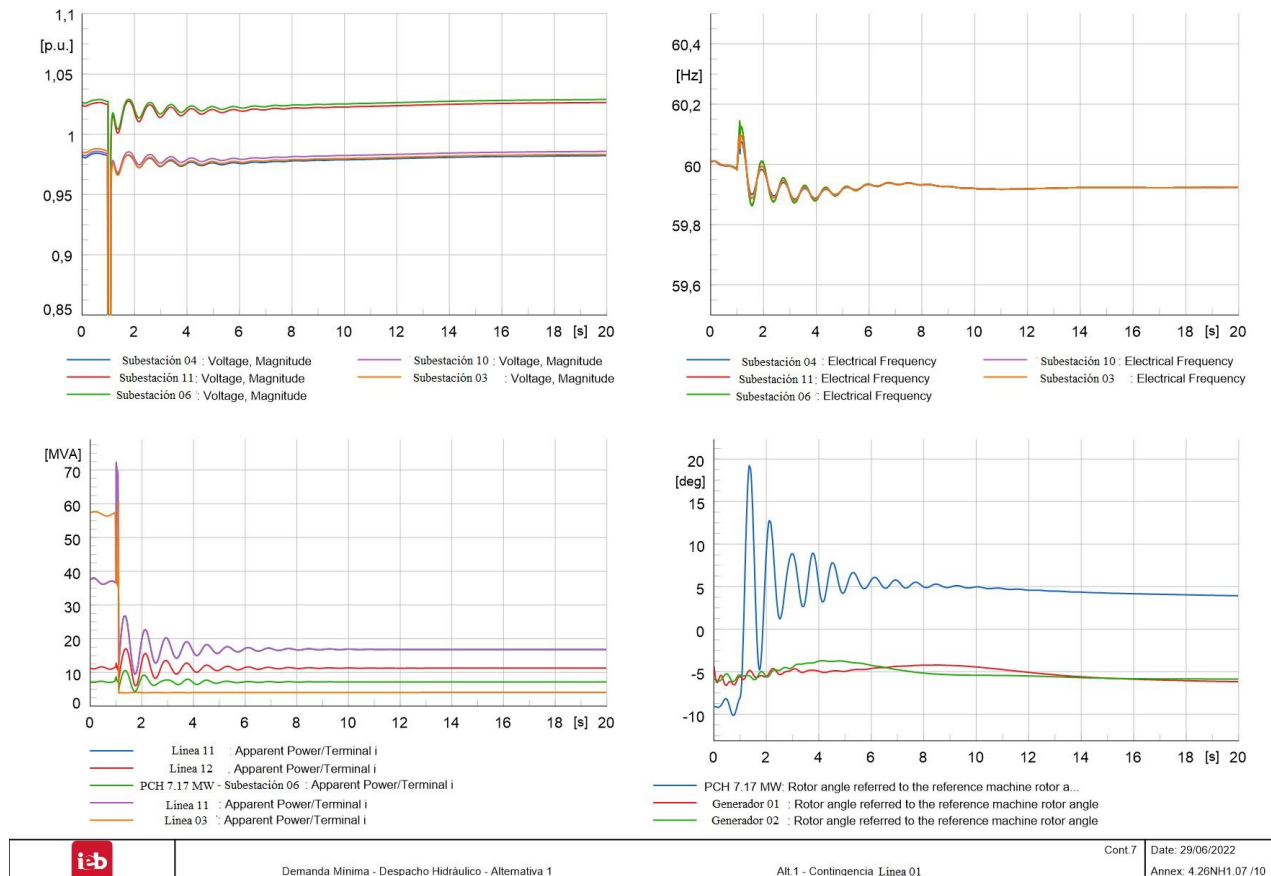 1,1
[p.u.]
1,05
1
0,95
0,9
0,85
0 2 4 6 8 10 12 14 16 18 [s] 20
Subestación 04 : Voltage, Magnitude
Subestación 10 : Voltage, Magnitude
Subestación 11 : Voltage, Magnitude
Subestación 03 : Voltage, Magnitude
Subestación 06 : Voltage, Magnitude
60,4
[Hz]
60,2
60
59,8
59,6
0 2 4 6 8 10 12 14 16 18 [s] 20
Subestación 04 : Electrical Frequency
Subestación 10 : Electrical Frequency
Subestación 11 : Electrical Frequency
Subestación 03 : Electrical Frequency
Subestación 06 : Electrical Frequency
[MVA]
70
60
50
40
30
20
10
0
0 2 4 6 8 10 12 14 16 18 [s] 20
Línea 11 : Apparent Power/Terminal i
Línea 12 : Apparent Power/Terminal i
PCH 7.17 MW - Subestación 06 : Apparent Power/Terminal i
Línea 11 : Apparent Power/Terminal i
Línea 03 : Apparent Power/Terminal i
20
[deg]
15
10
5
0
-5
-10
0 2 4 6 8 10 12 14 16 18 [s] 20
PCH 7.17 MW: Rotor angle referred to the reference machine rotor a...
Generador 01 : Rotor angle referred to the reference machine rotor angle
Generador 02 : Rotor angle referred to the reference machine rotor angle
ieb
Demanda Mínima - Despacho Hidráulico - Alternativa 1
Alt.1 - Contingencia Línea 01
Cont.7
Date: 29/06/2022
Annex: 4.26NH1.07 /10